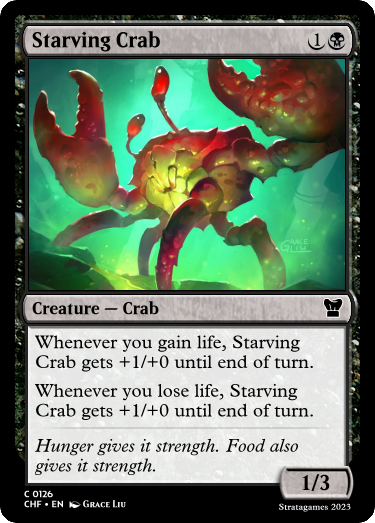 Starving Crab
1
GRACE LIU
Creature — Crab
Whenever you gain life, Starving
Crab gets +1/+0 until end of turn.
Whenever you lose life, Starving
Crab gets +1/+0 until end of turn.
Hunger gives it strength. Food also
gives it strength.
1/3
C 0126
CHF • EN Grace Liu
Stratagames 2023